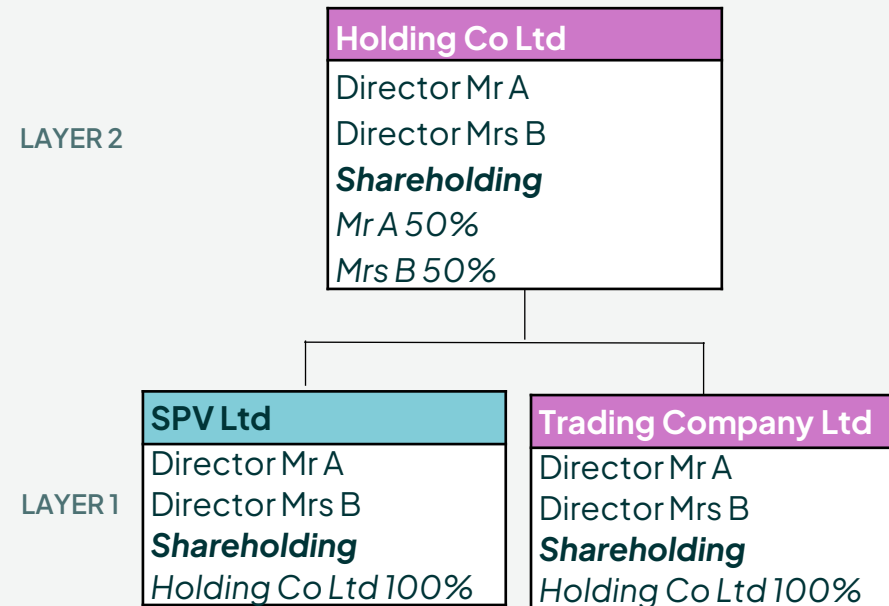 Holding Co Ltd
LAYER 2
Director Mr A
Director Mrs B
Shareholding
Mr A 50%
Mrs B 50%
LAYER 1
SPV Ltd
Director Mr A
Director Mrs B
Shareholding
Holding Co Ltd 100%
Trading Company Ltd
Director Mr A
Director Mrs B
Shareholding
Holding Co Ltd 100%